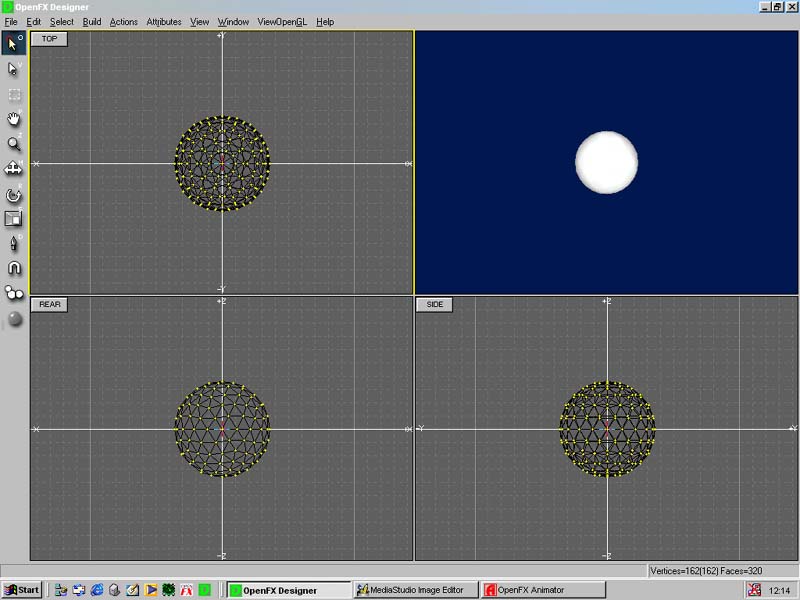 OpenFX Designer
File Edit Select Build Actions Attributes View Window ViewOpenGL Help
TOP
+Y
X
-Y
REAR
+Z
X
-Z
SIDE
+Z
-Y
+Y
-Z
Vertices=162(162) Faces=320
Start OpenFX Designer MediaStudio Image Editor OpenFX Animator 12:14